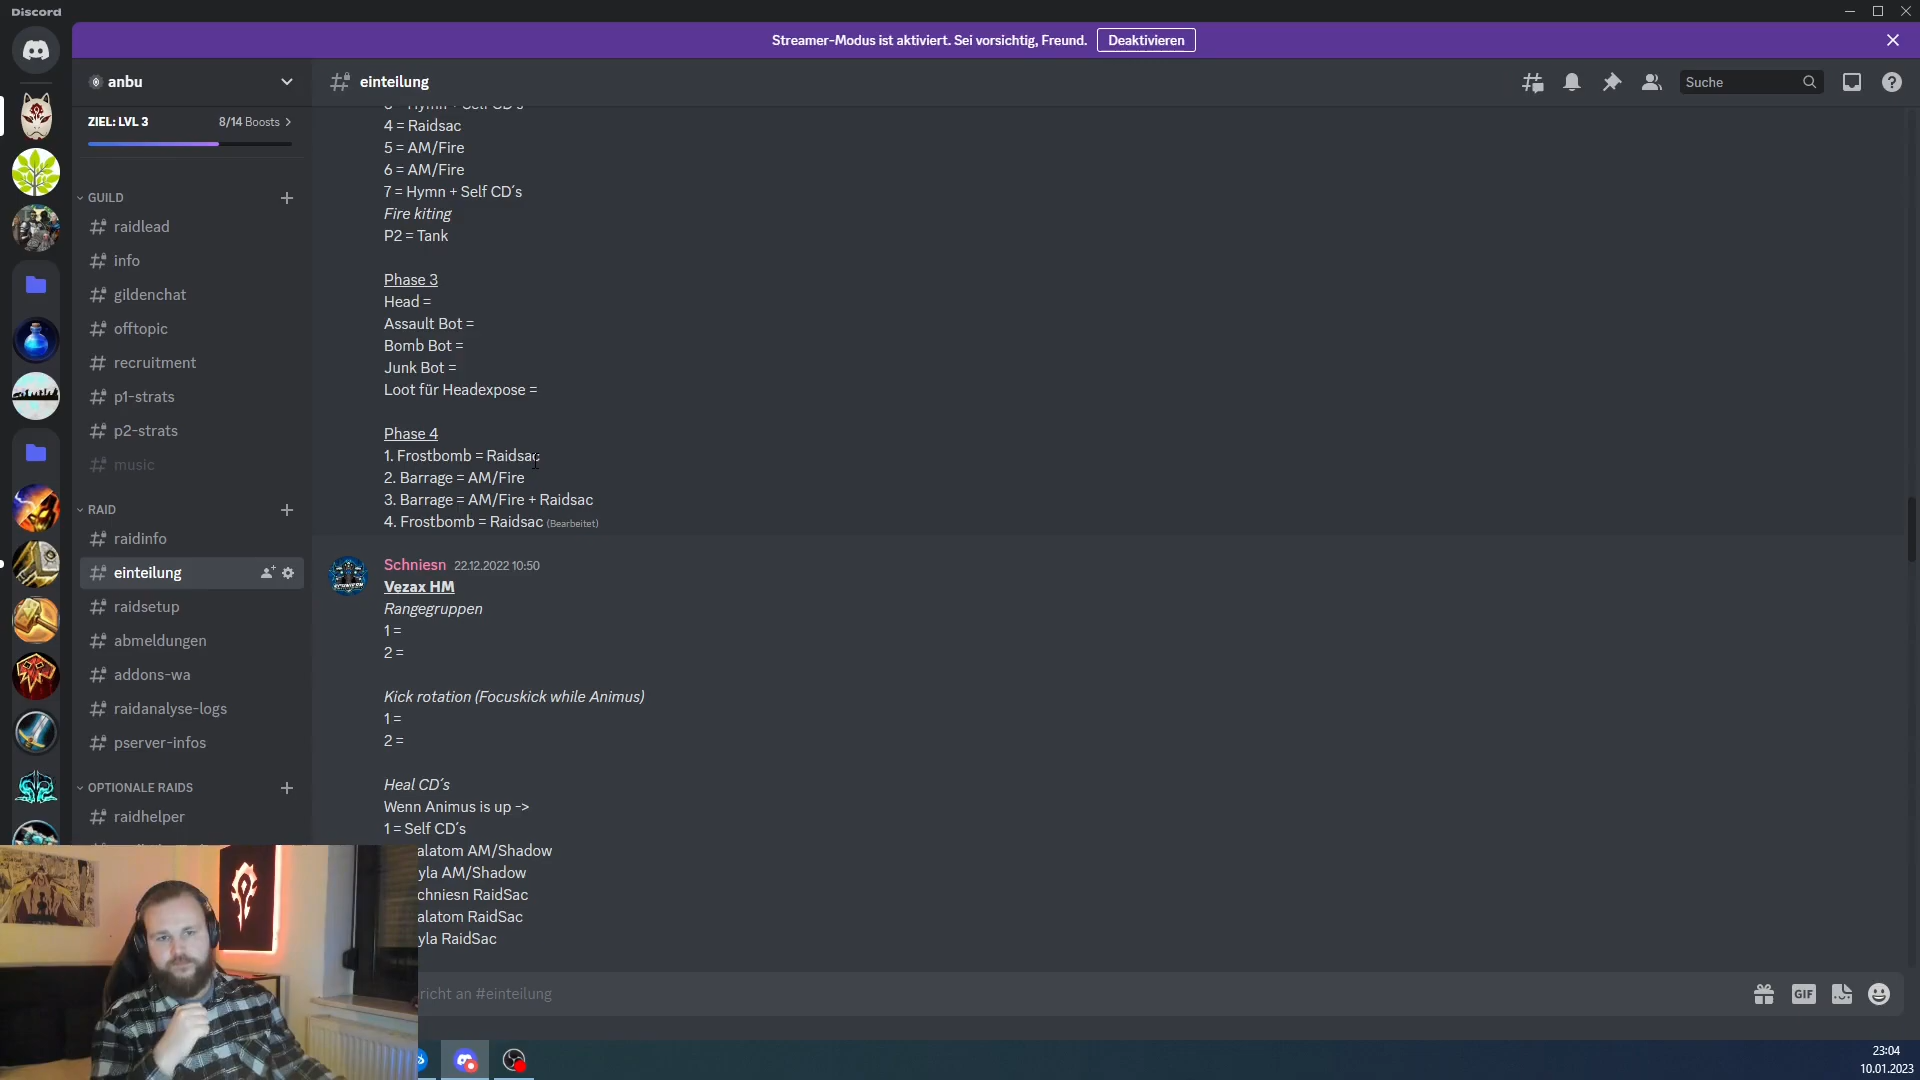 Discord
Streamer-Modus ist aktiviert. Sei vorsichtig, Freund.
Deaktivieren
anbu
ZIEL: LVL 3
8/14 Boosts
GUILD
raidlead
info
gildenchat
offtopic
recruitment
p1-strats
p2-strats
music
RAID
raidinfo
einteilung
raidsetup
abmeldungen
addons-wa
raidanalyse-logs
pserver-infos
OPTIONALE RAIDS
raidhelper
einteilung
Suche
4 = Raidsac
5 = AM/Fire
6 = AM/Fire
7 = Hymn + Self CD´s
Fire kiting
P2 = Tank
Phase 3
Head =
Assault Bot =
Bomb Bot =
Junk Bot =
Loot für Headexpose =
Phase 4
1. Frostbomb = Raidsac
2. Barrage = AM/Fire
3. Barrage = AM/Fire + Raidsac
4. Frostbomb = Raidsac (Bearbeitet)
Schniesn 22.12.2022 10:50
Vezax HM
Rangegruppen
1 =
2 =
Kick rotation (Focuskick while Animus)
1 =
2 =
Heal CD´s
Wenn Animus is up ->
1 = Self CD´s
alatom AM/Shadow
yla AM/Shadow
chniesn RaidSac
alatom RaidSac
yla RaidSac
richt an #einteilung
GIF
23:04
10.01.2023